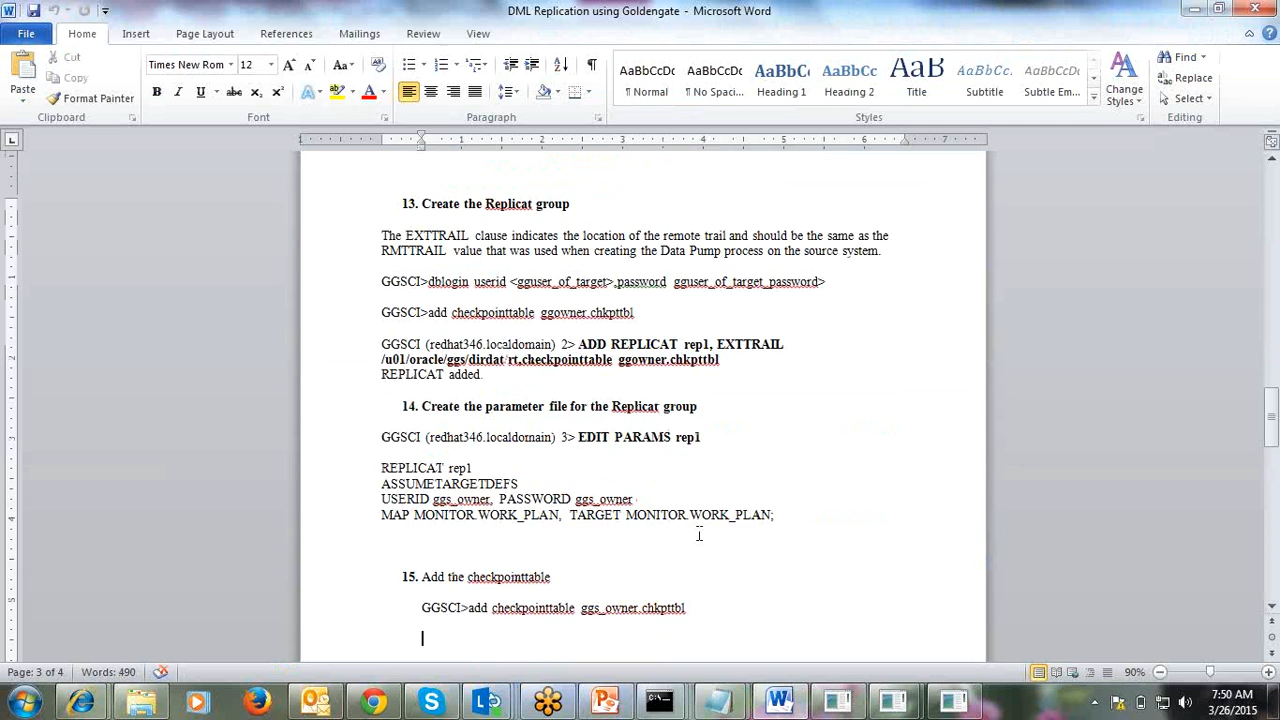 DML Replication using Goldengate - Microsoft Word
File Home Insert Page Layout References Mailings Review View
Cut
Copy
Paste
Format Painter
Clipboard
Times New Rom 12
Font
Paragraph
AaBbCcDc AaBbCcDc AaBbC AaBbCc AaB AaBbCcL AaBbCcDc
¶ Normal ¶ No Spaci... Heading 1 Heading 2 Title Subtitle Subtle Em...
Styles
Change Styles
Find
Replace
Select
Editing
13. Create the Replicat group
The EXTTRAIL clause indicates the location of the remote trail and should be the same as the
RMTTRAIL value that was used when creating the Data Pump process on the source system.
GGSCI>dblogin userid <gguser_of_target>,password gguser_of_target_password>
GGSCI>add checkpointtable ggowner.chkpttbl
GGSCI (redhat346.localdomain) 2> ADD REPLICAT rep1, EXTTRAIL
/u01/oracle/ggs/dirdat/rt,checkpointtable ggowner.chkpttbl
REPLICAT added.
14. Create the parameter file for the Replicat group
GGSCI (redhat346.localdomain) 3> EDIT PARAMS rep1
REPLICAT rep1
ASSUMETARGETDEFS
USERID ggs_owner, PASSWORD ggs_owner
MAP MONITOR.WORK_PLAN, TARGET MONITOR.WORK_PLAN;
15. Add the checkpointtable
GGSCI>add checkpointtable ggs_owner.chkpttbl
Page: 3 of 4 Words: 490 90%
7:50 AM
3/26/2015